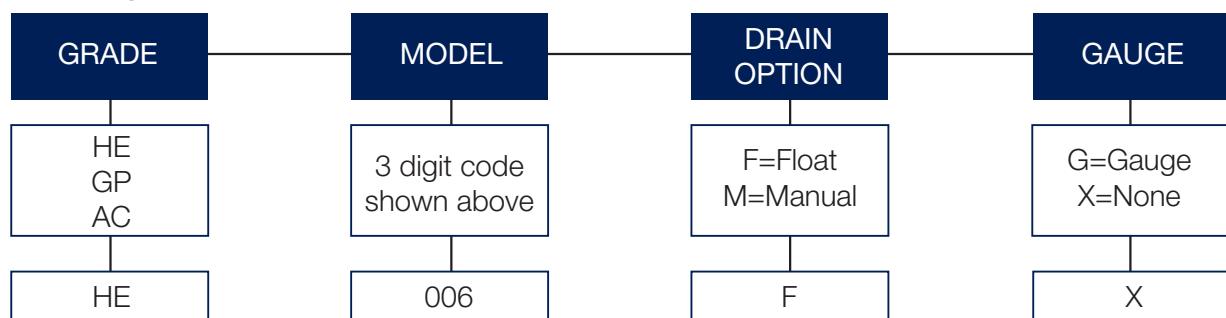 GRADE
MODEL
DRAIN
OPTION
GAUGE
HE
GP
AC
3 digit code
shown above
F=Float
M=Manual
G=Gauge
X=None
HE
006
F
X